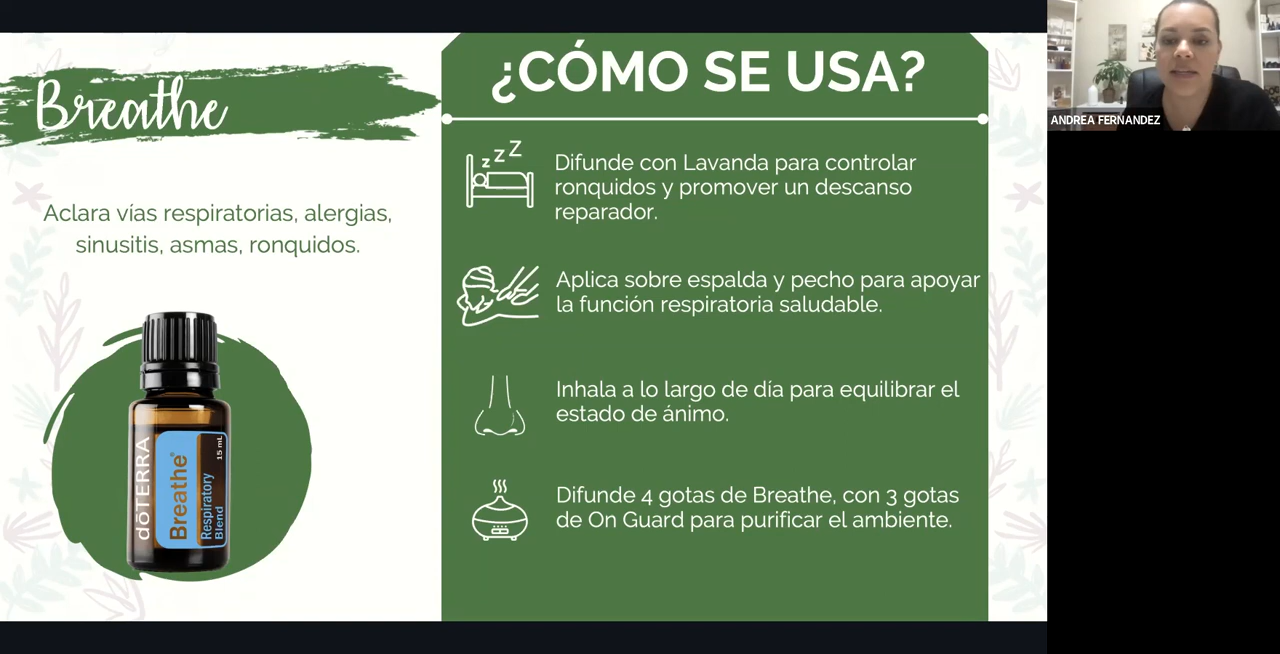 Breathe
Aclara vías respiratorias, alergias,
sinusitis, asmas, ronquidos.
dōTERRA
Breathe®
Respiratory
Blend
15 mL
¿CÓMO SE USA?
z z Z
Difunde con Lavanda para controlar
ronquidos y promover un descanso
reparador.
Aplica sobre espalda y pecho para apoyar
la función respiratoria saludable.
Inhala a lo largo de día para equilibrar el
estado de ánimo.
Difunde 4 gotas de Breathe, con 3 gotas
de On Guard para purificar el ambiente.
ANDREA FERNANDEZ